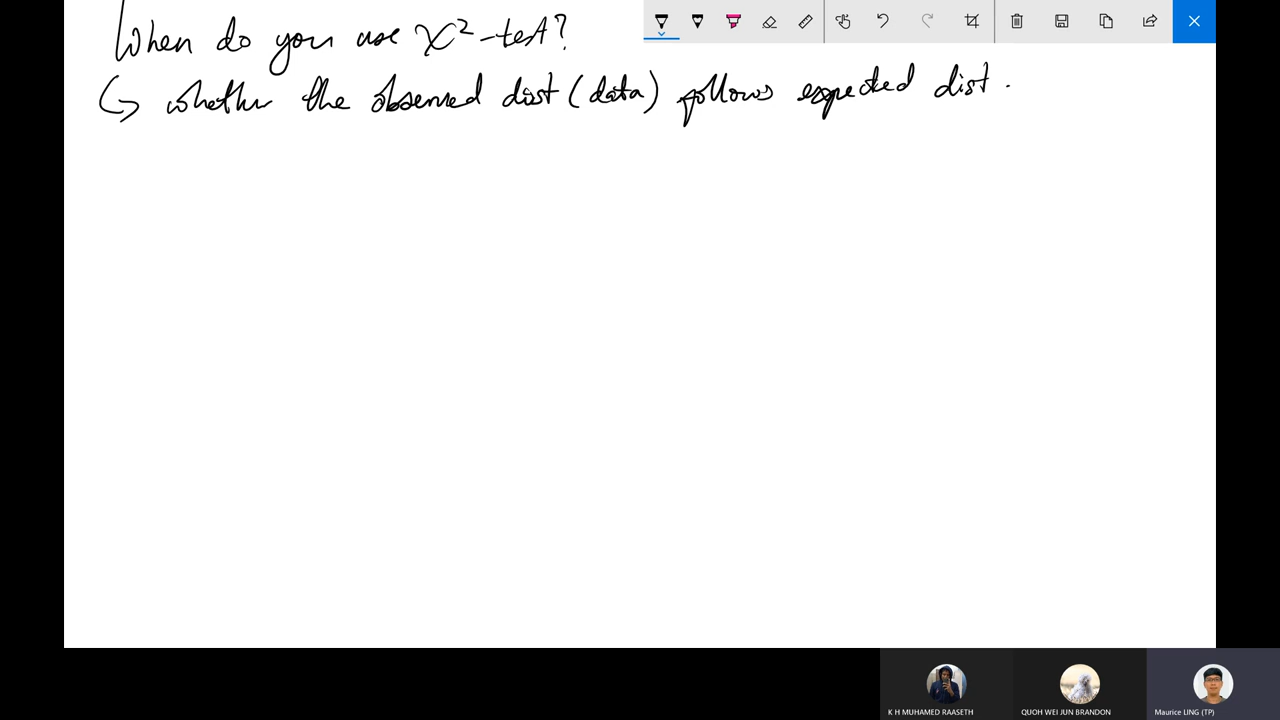 When do you use χ²-test?
↳ whether the observed dist (data) follows expected dist.
K H MUHAMED RAASETH
QUOH WEI JUN BRANDON
Maurice LING (TP)